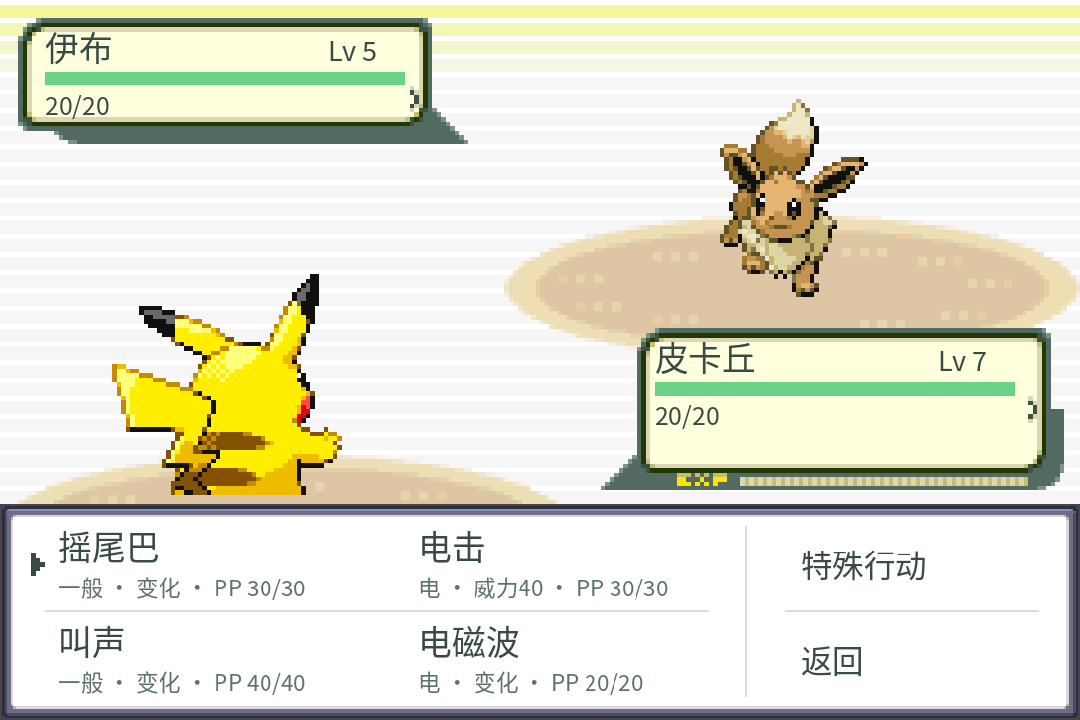 伊布 Lv 5
20/20
皮卡丘 Lv 7
20/20
EXP
摇尾巴
一般 · 变化 · PP 30/30
电击
电 · 威力40 · PP 30/30
叫声
一般 · 变化 · PP 40/40
电磁波
电 · 变化 · PP 20/20
特殊行动
返回